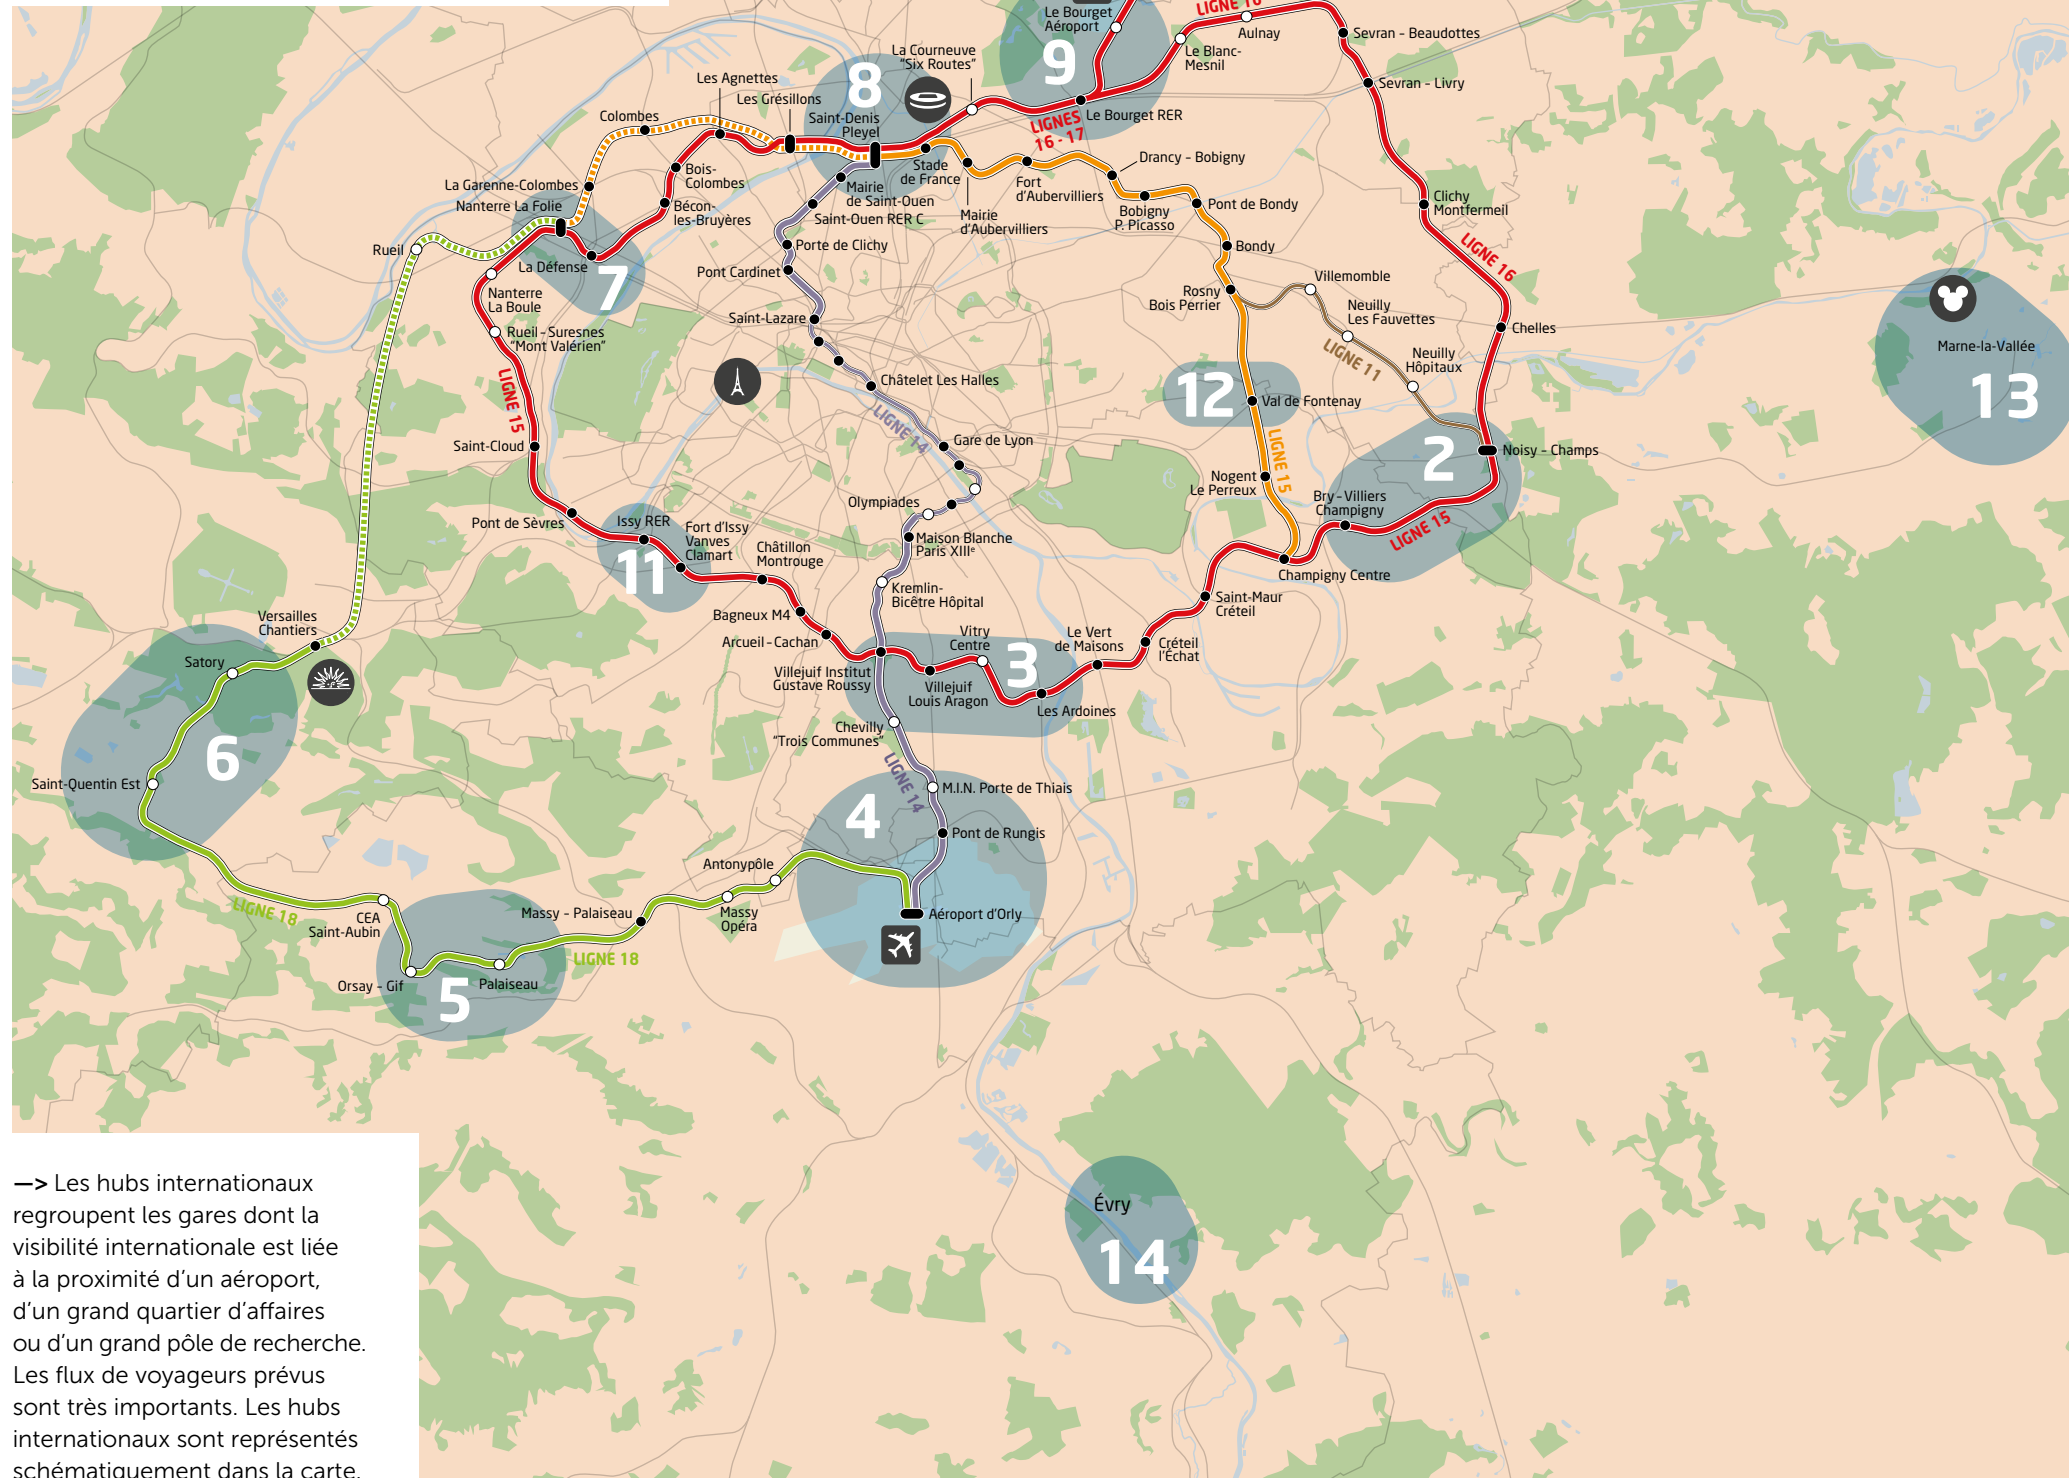 LIGNE 16
Le Bourget
Aéroport
9
Aulnay
Sevran – Beaudottes
Le Blanc-
Mesnil
La Courneuve
"Six Routes"
8
Sevran – Livry
Les Agnettes
Les Grésillons
Colombes
Saint-Denis
Pleyel
LIGNES
16 - 17
Le Bourget RER
Stade
de France
Drancy – Bobigny
Bois-
Colombes
La Garenne-Colombes
Mairie
de Saint-Ouen
Fort
d'Aubervilliers
Clichy
Montfermeil
Nanterre La Folie
Bécon-
les-Bruyères
Saint-Ouen RER C
Mairie
d'Aubervilliers
Bobigny
P. Picasso
Pont de Bondy
Rueil
Porte de Clichy
Bondy
LIGNE 16
La Défense
7
Pont Cardinet
Villemomble
Nanterre
La Boule
Rosny
Bois Perrier
Neuilly
Les Fauvettes
Saint-Lazare
Chelles
Rueil – Suresnes
"Mont Valérien"
Marne-la-Vallée
13
LIGNE 11
Neuilly
Hôpitaux
LIGNE 15
Châtelet Les Halles
12
Val de Fontenay
LIGNE 14
Saint-Cloud
Gare de Lyon
LIGNE 15
2
Noisy – Champs
Nogent
Le Perreux
Bry – Villiers
Champigny
Olympiades
Pont de Sèvres
Issy RER
Fort d'Issy
Vanves
Clamart
LIGNE 15
Maison Blanche
Paris XIIIe
Châtillon
Montrouge
11
Champigny Centre
Kremlin-
Bicêtre Hôpital
Saint-Maur
Créteil
Versailles
Chantiers
Bagneux M4
Arcueil – Cachan
Vitry
Centre
Le Vert
de Maisons
Créteil
l'Échat
Satory
3
Villejuif Institut
Gustave Roussy
Villejuif
Louis Aragon
Les Ardoines
Chevilly
"Trois Communes"
6
LIGNE 14
Saint-Quentin Est
M.I.N. Porte de Thiais
4
Pont de Rungis
Antonypôle
LIGNE 18
CEA
Saint-Aubin
Massy – Palaiseau
Massy
Opéra
Aéroport d'Orly
LIGNE 18
Orsay – Gif
5
Palaiseau
Évry
14
—> Les hubs internationaux
regroupent les gares dont la
visibilité internationale est liée
à la proximité d'un aéroport,
d'un grand quartier d'affaires
ou d'un grand pôle de recherche.
Les flux de voyageurs prévus
sont très importants. Les hubs
internationaux sont représentés
schématiquement dans la carte.